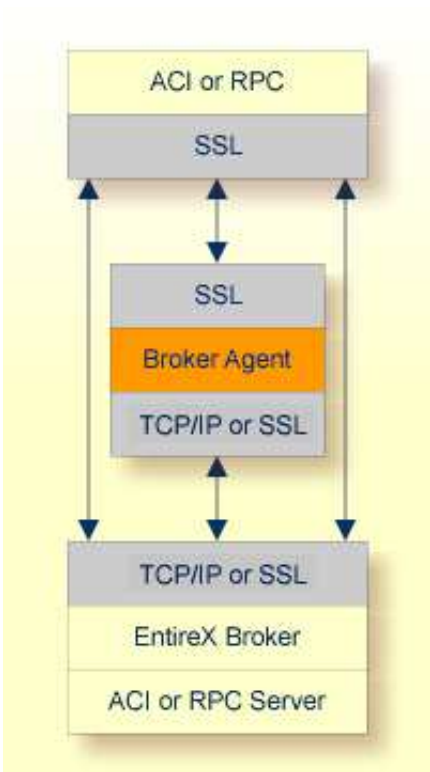 ACI or RPC
SSL
SSL
Broker Agent
TCP/IP or SSL
TCP/IP or SSL
EntireX Broker
ACI or RPC Server